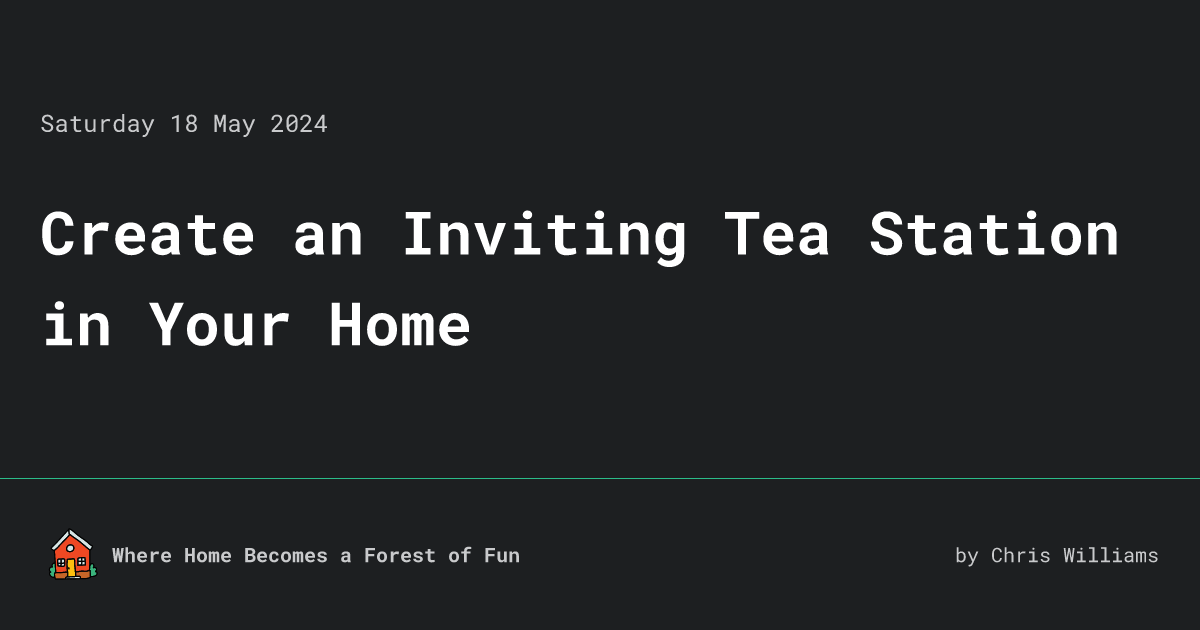 Saturday 18 May 2024
Create an Inviting Tea Station
in Your Home
Where Home Becomes a Forest of Fun
by Chris Williams